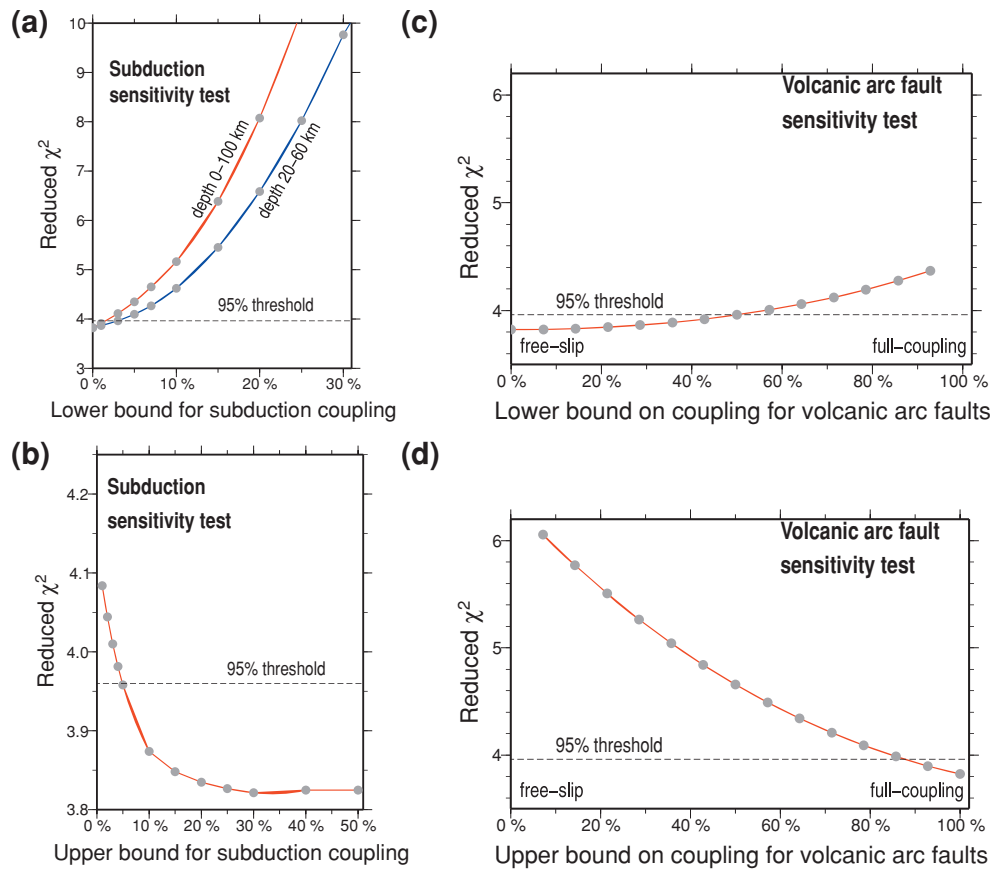 (a)
10
9
8
7
6
5
4
3
Reduced χ²
Subduction
sensitivity test
depth 0−100 km
depth 20−60 km
95% threshold
0 %
10 %
20 %
30 %
Lower bound for subduction coupling
(b)
4.2
4.1
4.0
3.9
3.8
Reduced χ²
Subduction
sensitivity test
95% threshold
0 %
10 %
20 %
30 %
40 %
50 %
Upper bound for subduction coupling
(c)
6
5
4
Reduced χ²
Volcanic arc fault
sensitivity test
95% threshold
free−slip
full−coupling
0 %
20 %
40 %
60 %
80 %
100 %
Lower bound on coupling for volcanic arc faults
(d)
6
5
4
Reduced χ²
Volcanic arc fault
sensitivity test
95% threshold
free−slip
full−coupling
0 %
20 %
40 %
60 %
80 %
100 %
Upper bound on coupling for volcanic arc faults